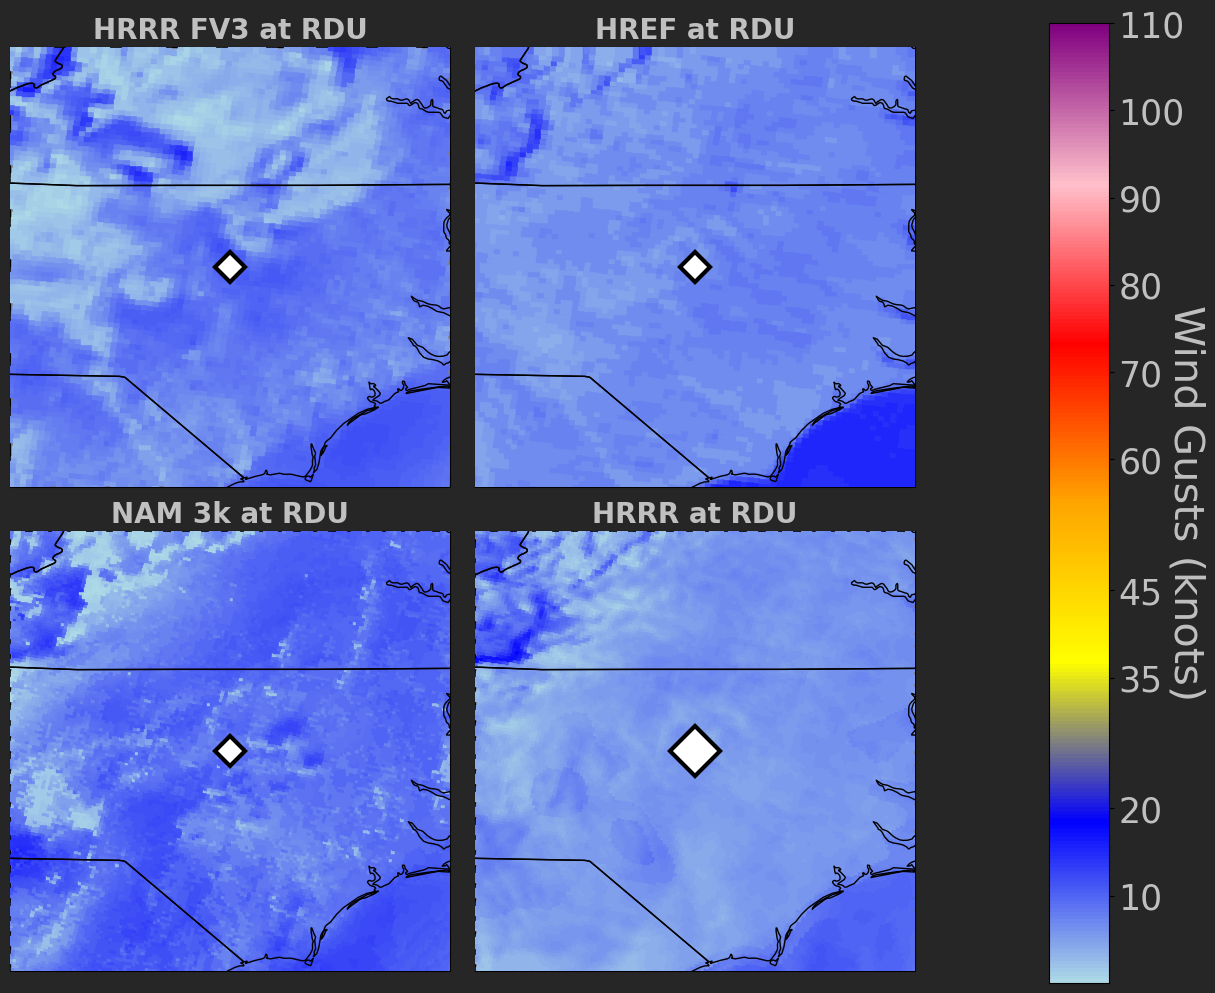 HRRR FV3 at RDU
HREF at RDU
NAM 3k at RDU
HRRR at RDU
110
100
90
80
70
60
45
35
20
10
Wind Gusts (knots)